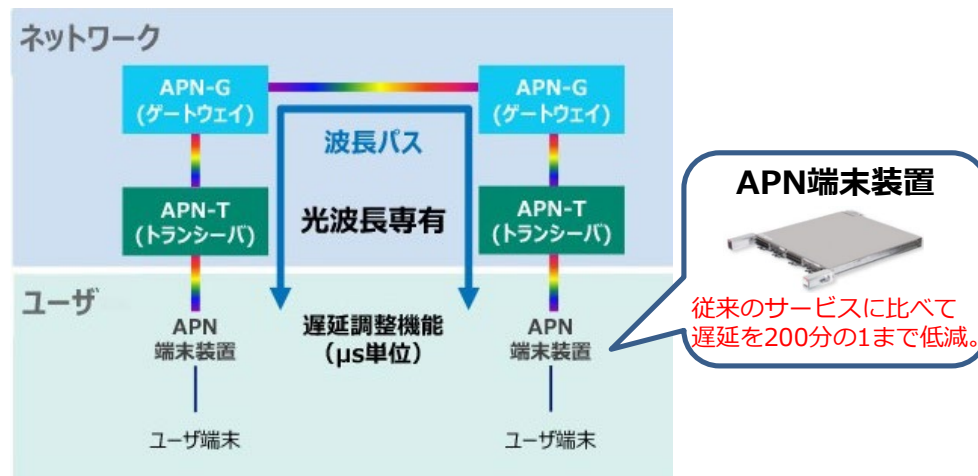 ネットワーク
APN-G
(ゲートウェイ)
APN-G
(ゲートウェイ)
波長パス
APN-T
(トランシーバ)
光波長専有
APN-T
(トランシーバ)
APN端末装置
従来のサービスに比べて
遅延を200分の1まで低減。
ユーザ
APN
端末装置
遅延調整機能
（μs単位）
APN
端末装置
ユーザ端末
ユーザ端末